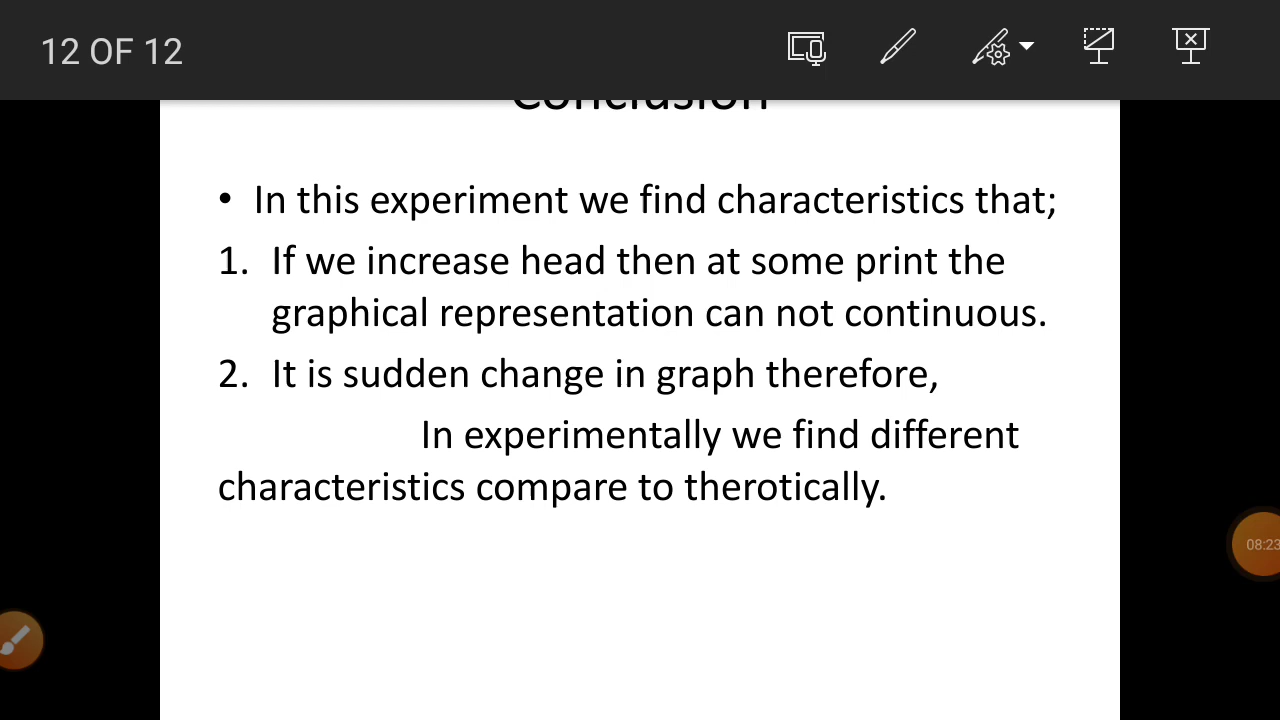 12 OF 12
Conclusion
• In this experiment we find characteristics that;
1. If we increase head then at some print the
graphical representation can not continuous.
2. It is sudden change in graph therefore,
In experimentally we find different
characteristics compare to therotically.
08:23